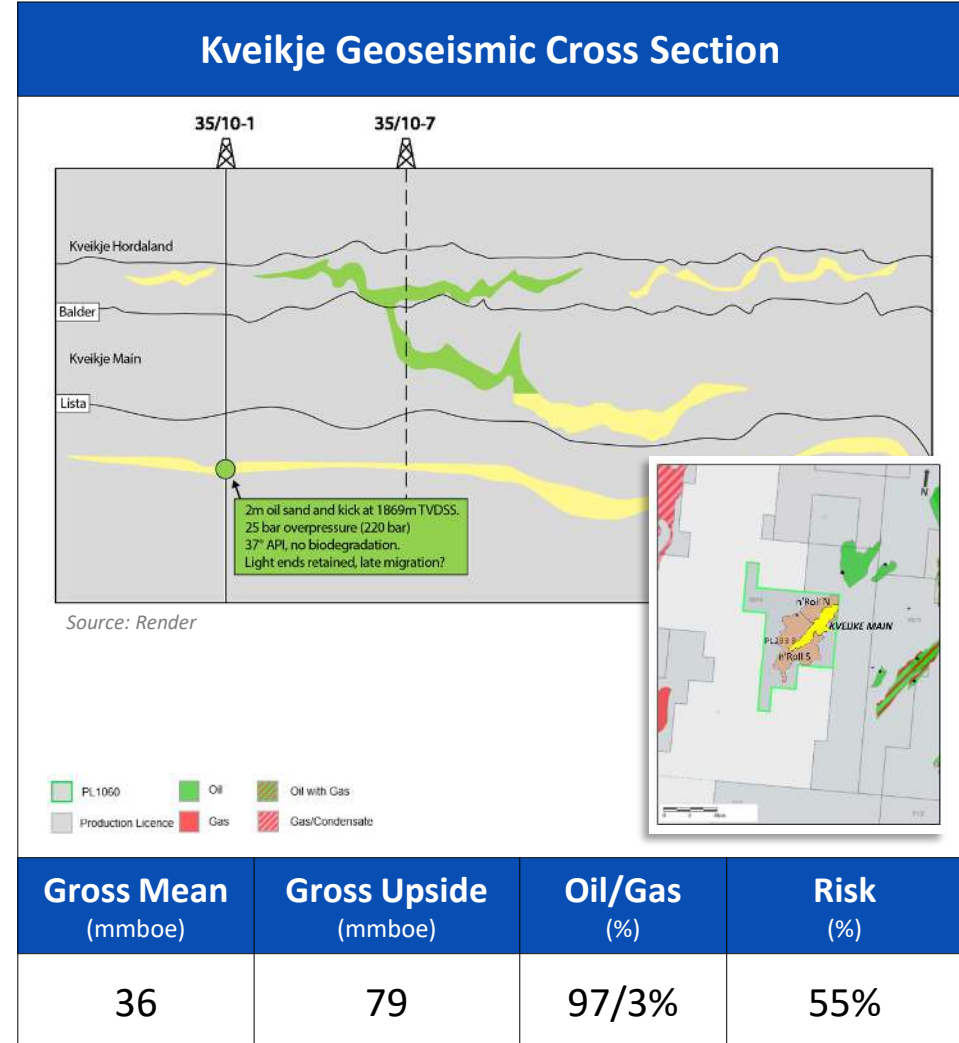 Kveikje Geoseismic Cross Section
35/10-1
35/10-7
Kveikje Hordaland
Balder
Kveikje Main
Lista
2m oil sand and kick at 1869m TVDSS.
25 bar overpressure (220 bar)
37° API, no biodegradation.
Light ends retained, late migration?
N
n'Roll N
KVEIKJE MAIN
n'Roll S
Source: Render
PL1060
Oil
Oil with Gas
Production Licence
Gas
Gas/Condensate
Gross Mean
Gross Upside
Oil/Gas
Risk
(mmboe)
(mmboe)
(%)
(%)
36
79
97/3%
55%